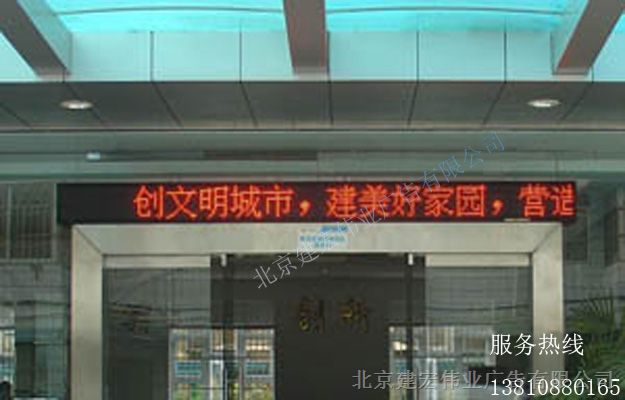 创文明城市，建美好家园，营造
北京建宏伟业广告有限公司
创新
服务热线
北京建宏伟业广告有限公司
13810880165